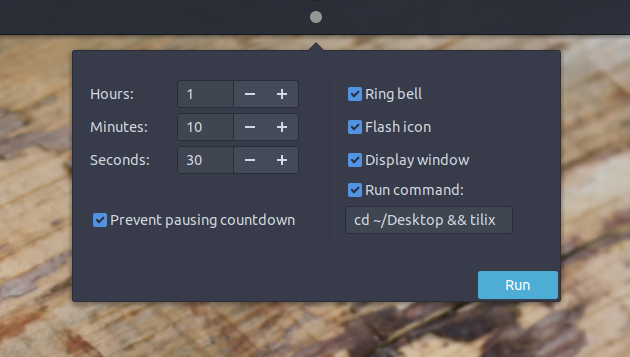 Hours: 1 − +
Minutes: 10 − +
Seconds: 30 − +
Prevent pausing countdown
Ring bell
Flash icon
Display window
Run command:
cd ~/Desktop && tilix
Run